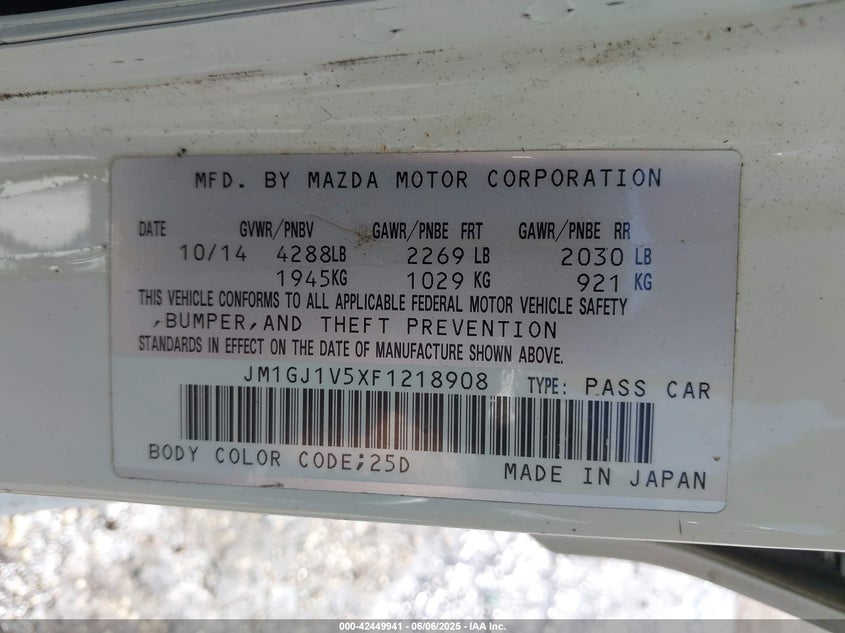 MFD. BY MAZDA MOTOR CORPORATION
DATE GVWR/PNBV GAWR/PNBE FRT GAWR/PNBE RR
10/14 4288LB 2269 LB 2030 LB
1945KG 1029 KG 921 KG
THIS VEHICLE CONFORMS TO ALL APPLICABLE FEDERAL MOTOR VEHICLE SAFETY
,BUMPER,AND THEFT PREVENTION
STANDARDS IN EFFECT ON THE DATE OF MANUFACTURE SHOWN ABOVE.
JM1GJ1V5XF1218908 TYPE: PASS CAR
BODY COLOR CODE;25D
MADE IN JAPAN
000-42449941 - 06/06/2025 - IAA Inc.